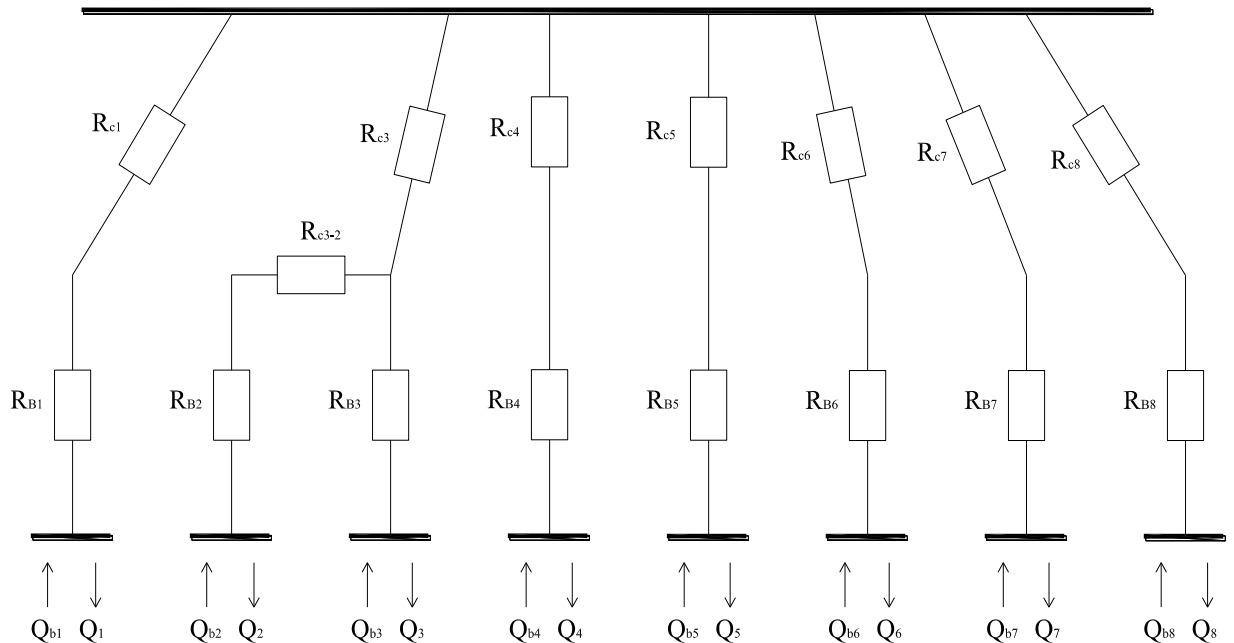 Rc1
Rc3
Rc4
Rc5
Rc6
Rc7
Rc8
Rc3-2
RB1
RB2
RB3
RB4
RB5
RB6
RB7
RB8
Qb1 Q1 Qb2 Q2 Qb3 Q3 Qb4 Q4 Qb5 Q5 Qb6 Q6 Qb7 Q7 Qb8 Q8